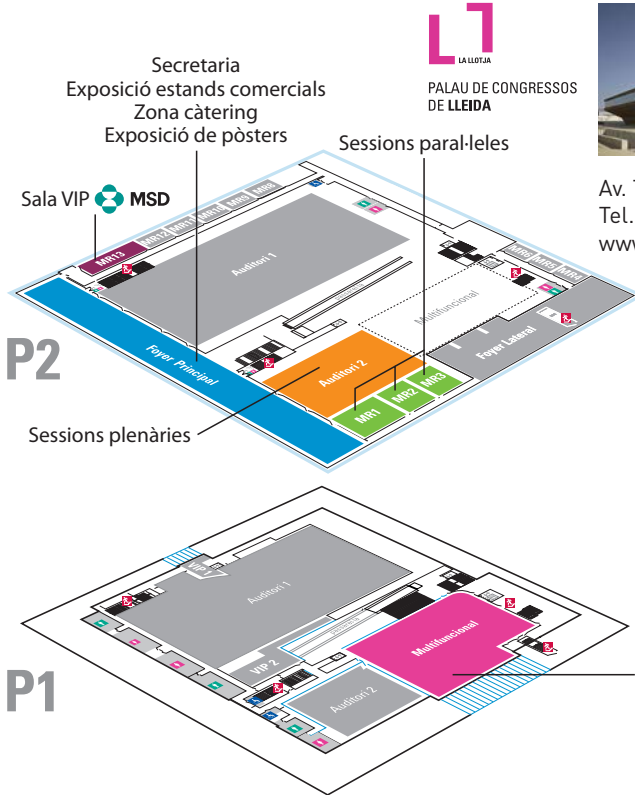 LA LLOTJA
PALAU DE CONGRESSOS
DE LLEIDA
Secretaria
Exposició estands comercials
Zona càtering
Exposició de pòsters
Sessions paral·leles
Sala VIP MSD
Av.
Tel.
www
MR13
MR12
MR11
MR10
MR9
MR8
Auditori 1
MR6
MR5
MR4
Multifuncional
Foyer Lateral
P2
Foyer Principal
Auditori 2
MR1
MR2
MR3
Sessions plenàries
VIP 1
Auditori 1
Multifuncional
VIP 2
P1
Auditori 2